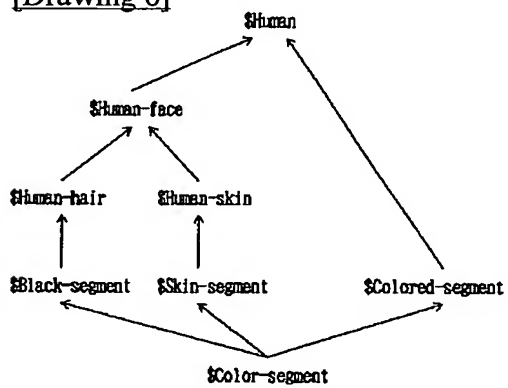 [Drawing 6]
$Human
$Human-face
$Human-hair $Human-skin
$Black-segment $Skin-segment $Colored-segment
$Color-segment